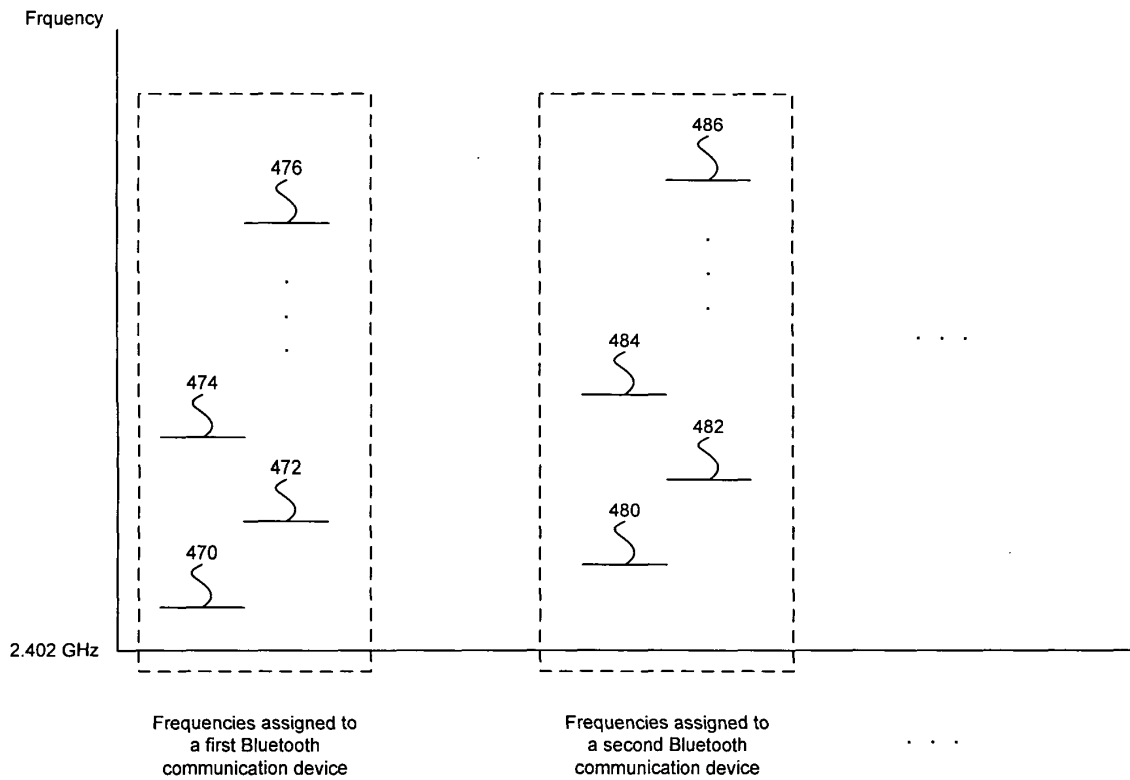 Frquency
486
476
484
474
482
472
480
470
2.402 GHz
Frequencies assigned to
a first Bluetooth
communication device
Frequencies assigned to
a second Bluetooth
communication device
. . .
. . .